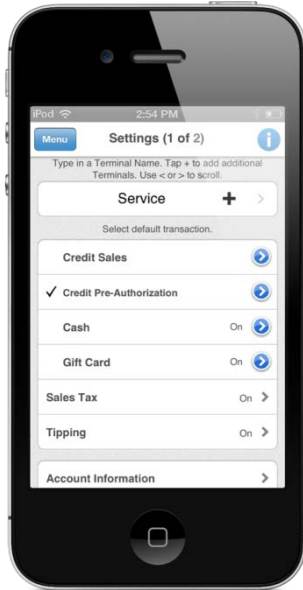 iPod 2:54 PM
Menu Settings (1 of 2) i
Type in a Terminal Name. Tap + to add additional
Terminals. Use < or > to scroll.
Service + >
Select default transaction.
Credit Sales
✓ Credit Pre-Authorization
Cash On
Gift Card On
Sales Tax On >
Tipping On >
Account Information >